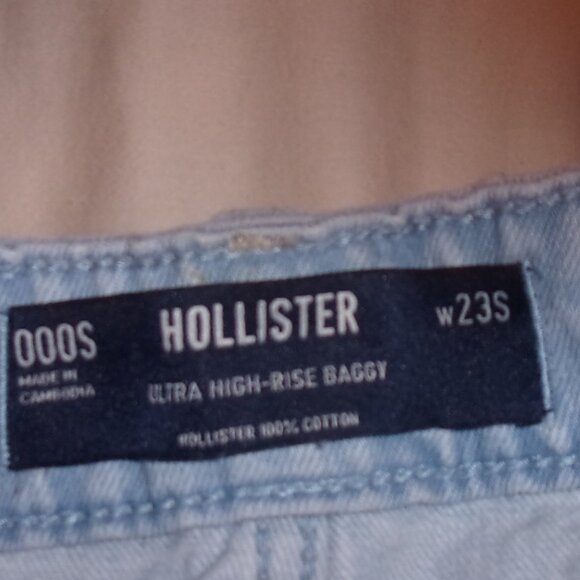 000S
MADE IN
CAMBODIA
HOLLISTER
ULTRA HIGH-RISE BAGGY
HOLLISTER 100% COTTON
W23S